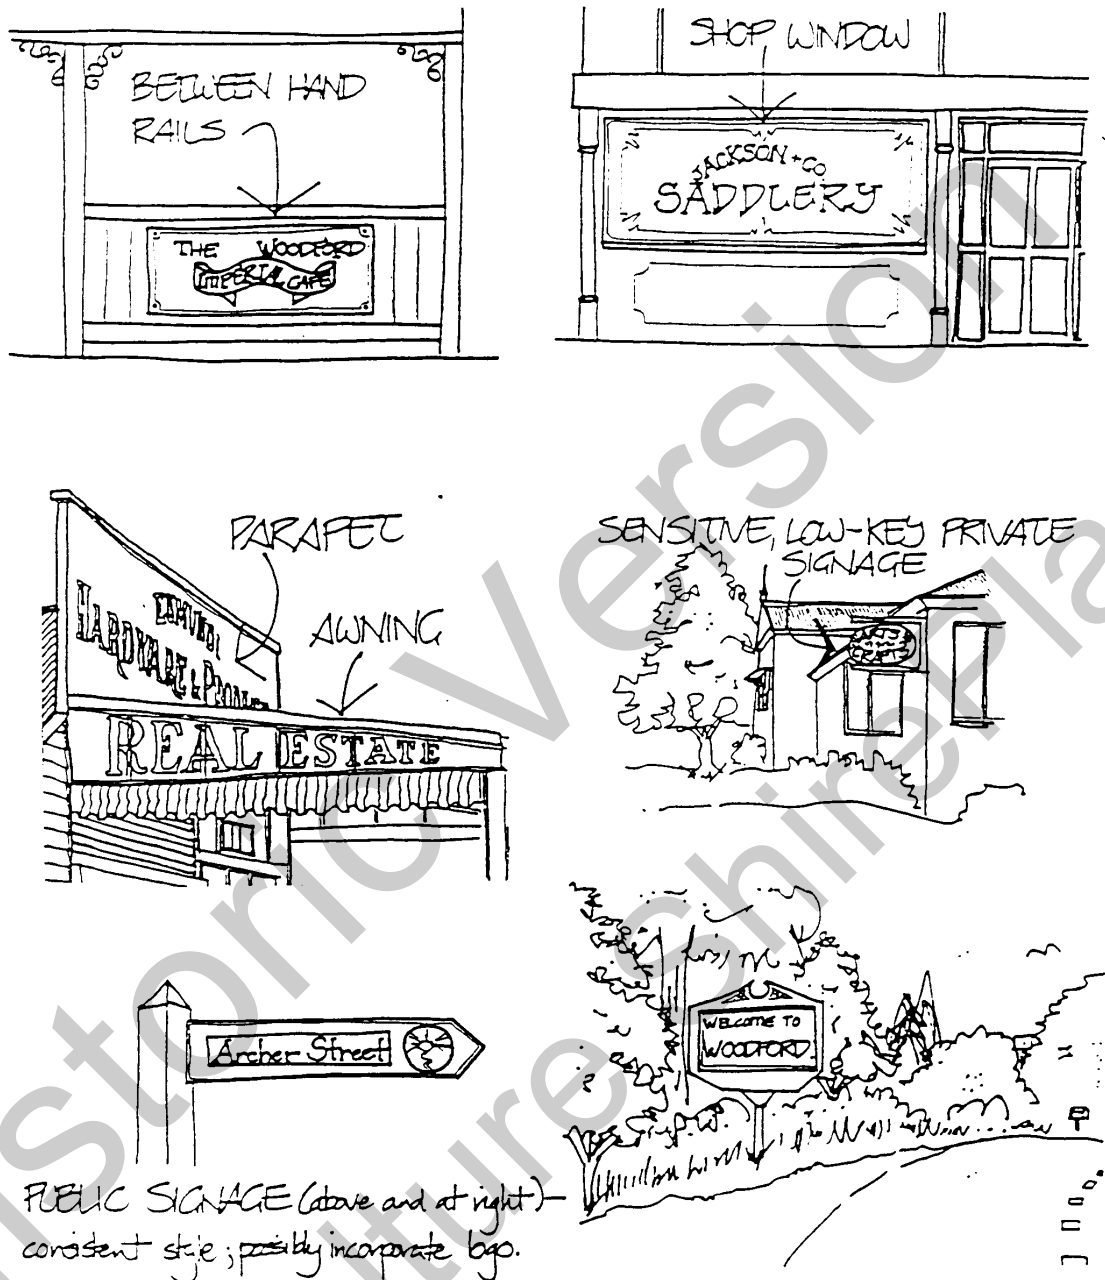 BETWEEN HAND
RAILS
THE WOODFORD
IMPERIAL CAFE
SHOP WINDOW
JACKSON + CO
SADDLERY
PARAPET
AWNING
HARDWARE &
REAL ESTATE
SENSITIVE, LOW-KEY PRIVATE
SIGNAGE
Archer Street
WELCOME TO
WOODFORD.
PUBLIC SIGNAGE (above and at right) –
consistent style; possibly incorporate logo.
Version